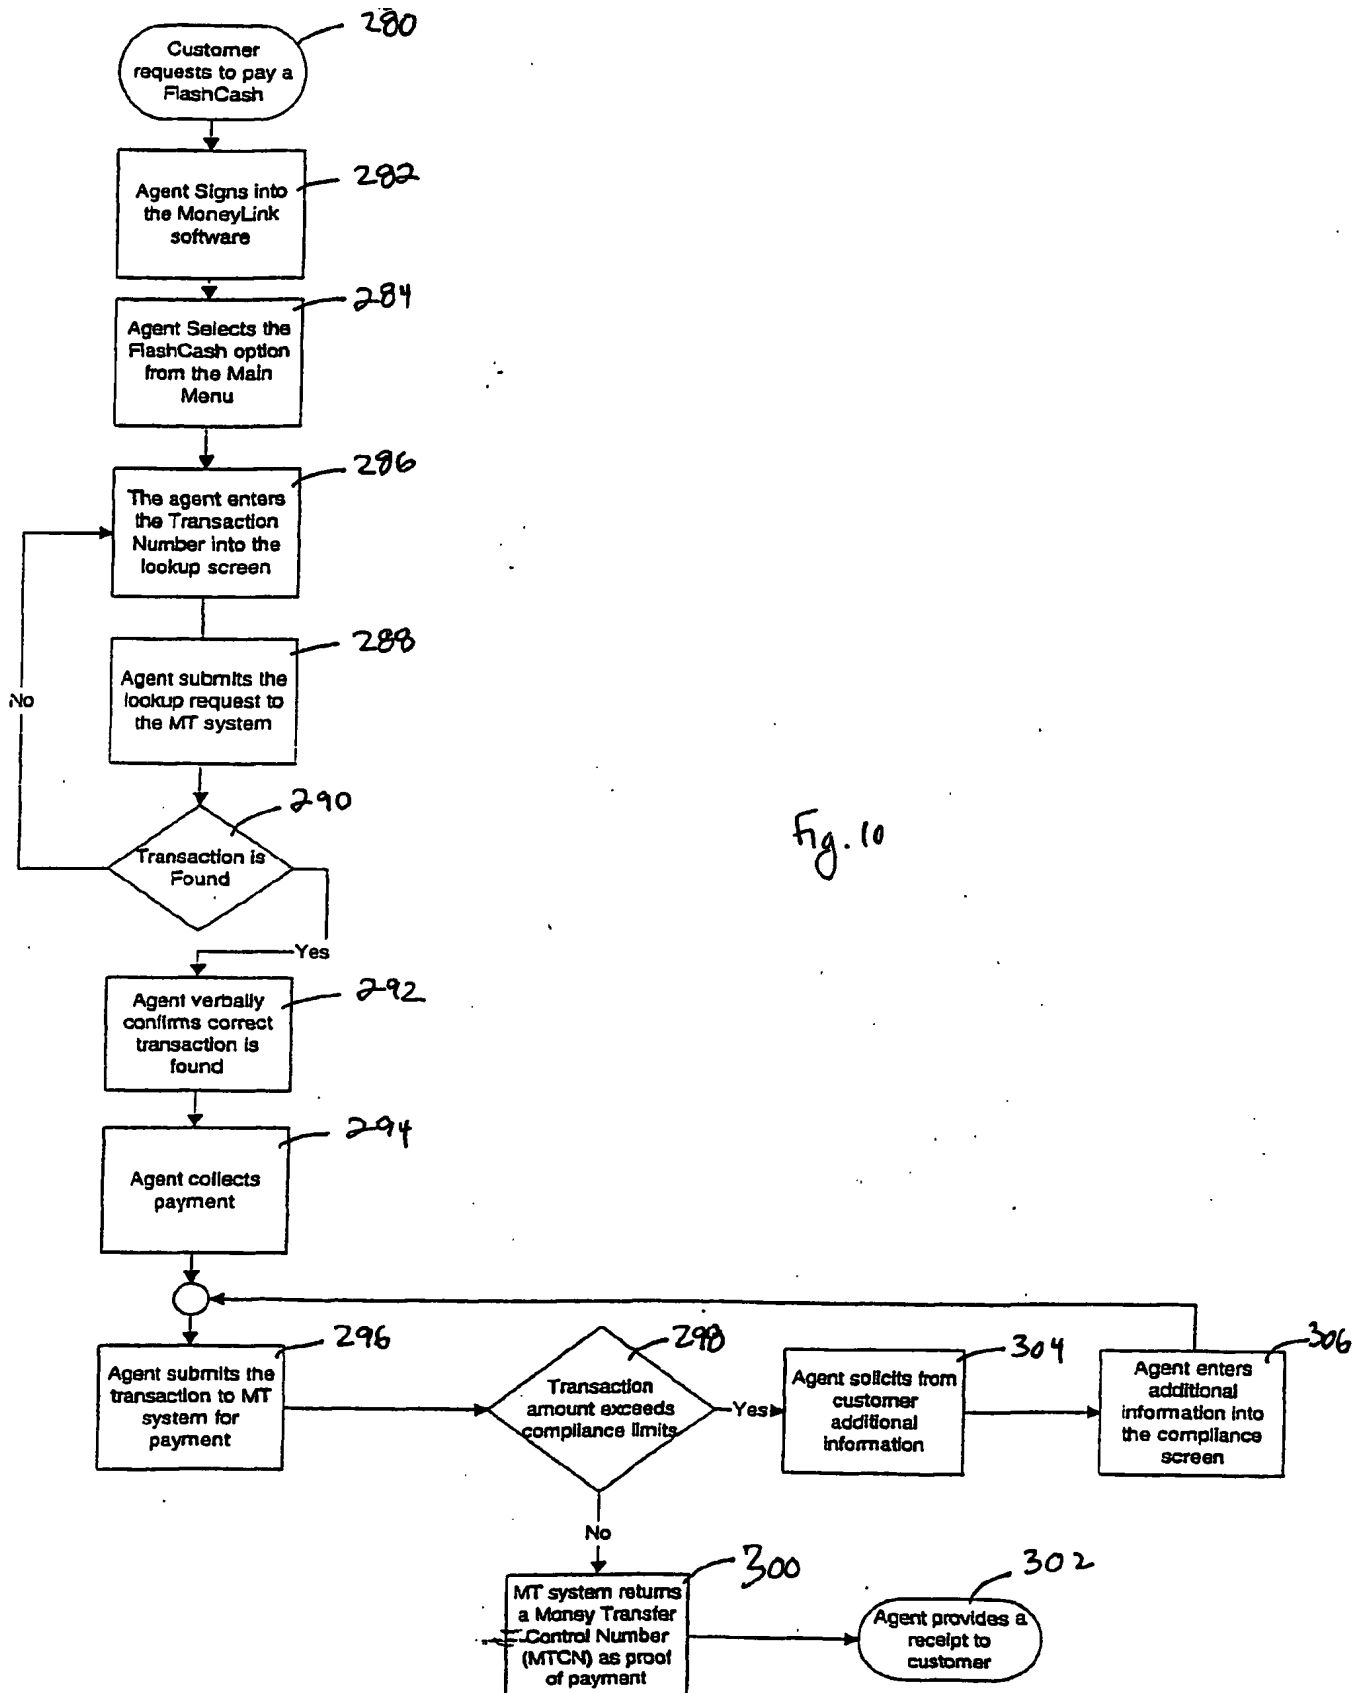 280
Customer
requests to pay a
FlashCash
282
Agent Signs into
the MoneyLink
software
284
Agent Selects the
FlashCash option
from the Main
Menu
286
The agent enters
the Transaction
Number into the
lookup screen
288
Agent submits the
lookup request to
the MT system
No
290
Transaction is
Found
Yes
292
Agent verbally
confirms correct
transaction is
found
294
Agent collects
payment
Fig. 10
296
Agent submits the
transaction to MT
system for
payment
298
Transaction
amount exceeds
compliance limits
Yes
304
Agent solicits from
customer
additional
information
306
Agent enters
additional
information into
the compliance
screen
No
300
MT system returns
a Money Transfer
Control Number
(MTCN) as proof
of payment
302
Agent provides a
receipt to
customer